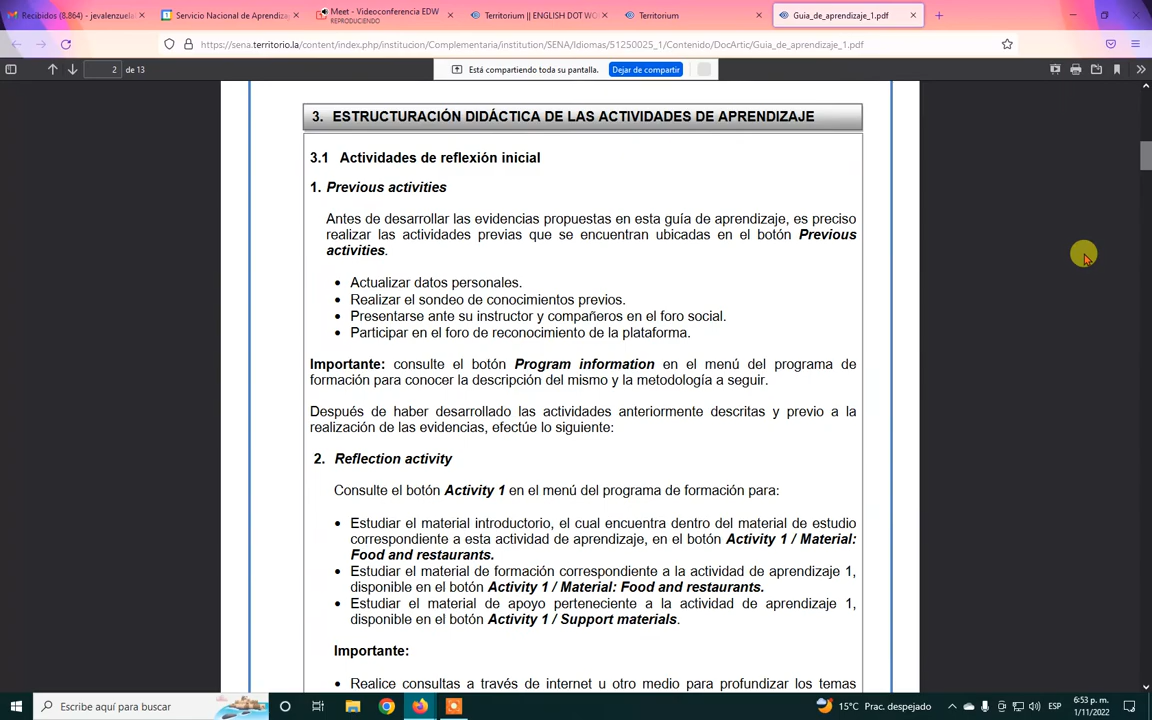 Recibidos (8.864) - jevalenzuela
Servicio Nacional de Aprendiza
Meet - Videoconferencia EDW
REPRODUCIENDO
Territorium || ENGLISH DOT WO
Territorium
Guia_de_aprendizaje_1.pdf
https://sena.territorio.la/content/index.php/institucion/Complementaria/institution/SENA/Idiomas/51250025_1/Contenido/DocArtic/Guia_de_aprendizaje_1.pdf
2 de 13
Está compartiendo toda su pantalla. Dejar de compartir
3. ESTRUCTURACIÓN DIDÁCTICA DE LAS ACTIVIDADES DE APRENDIZAJE
3.1 Actividades de reflexión inicial
1. Previous activities
Antes de desarrollar las evidencias propuestas en esta guía de aprendizaje, es preciso
realizar las actividades previas que se encuentran ubicadas en el botón Previous
activities.
• Actualizar datos personales.
• Realizar el sondeo de conocimientos previos.
• Presentarse ante su instructor y compañeros en el foro social.
• Participar en el foro de reconocimiento de la plataforma.
Importante: consulte el botón Program information en el menú del programa de
formación para conocer la descripción del mismo y la metodología a seguir.
Después de haber desarrollado las actividades anteriormente descritas y previo a la
realización de las evidencias, efectúe lo siguiente:
2. Reflection activity
Consulte el botón Activity 1 en el menú del programa de formación para:
• Estudiar el material introductorio, el cual encuentra dentro del material de estudio
correspondiente a esta actividad de aprendizaje, en el botón Activity 1 / Material:
Food and restaurants.
• Estudiar el material de formación correspondiente a la actividad de aprendizaje 1,
disponible en el botón Activity 1 / Material: Food and restaurants.
• Estudiar el material de apoyo perteneciente a la actividad de aprendizaje 1,
disponible en el botón Activity 1 / Support materials.
Importante:
• Realice consultas a través de internet u otro medio para profundizar los temas
Escribe aquí para buscar
15°C Prac. despejado
ESP
6:53 p. m.
1/11/2022